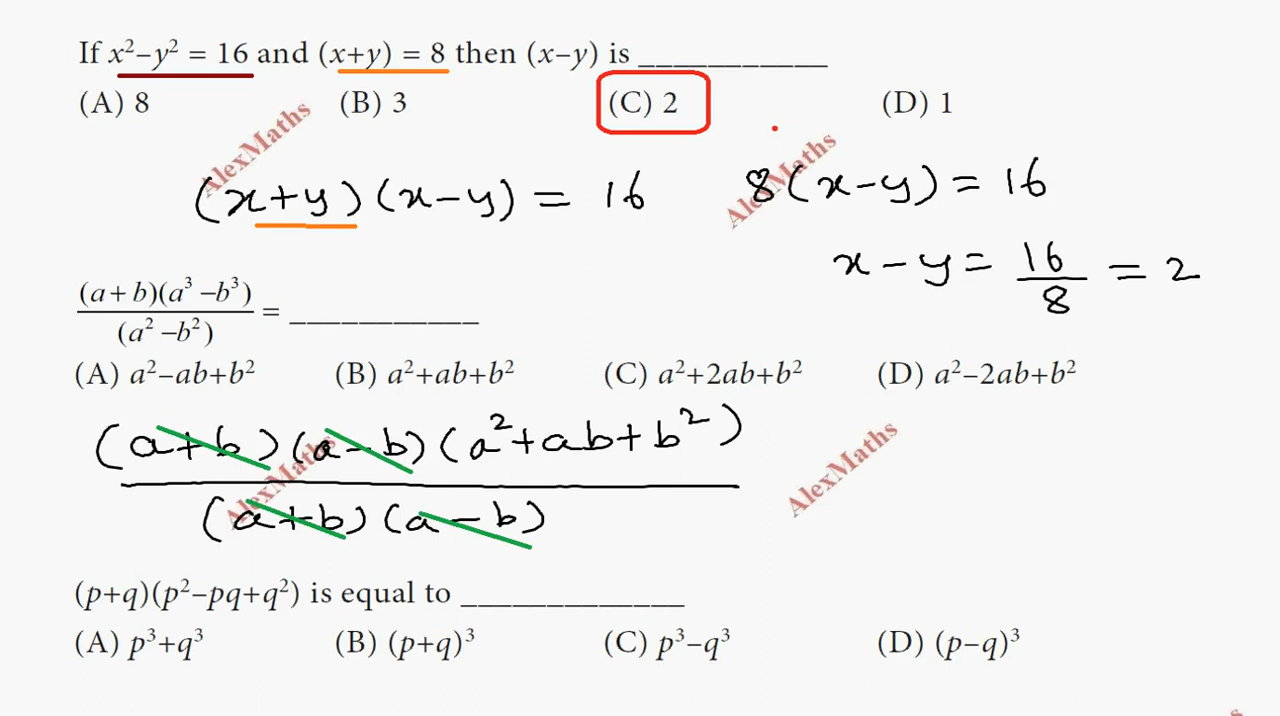 If x²–y² = 16 and (x+y) = 8 then (x–y) is ___________
(A) 8 (B) 3 (C) 2 (D) 1
AlexMaths AlexMaths
(x+y)(x-y) = 16 8(x-y) = 16
x-y = 16/8 = 2
(a+b)(a³–b³)/(a²–b²) = ___________
(A) a²–ab+b² (B) a²+ab+b² (C) a²+2ab+b² (D) a²–2ab+b²
(a+b)(a-b)(a²+ab+b²)
AlexMaths AlexMaths
(a+b)(a-b)
(p+q)(p²–pq+q²) is equal to _____________
(A) p³+q³ (B) (p+q)³ (C) p³–q³ (D) (p–q)³